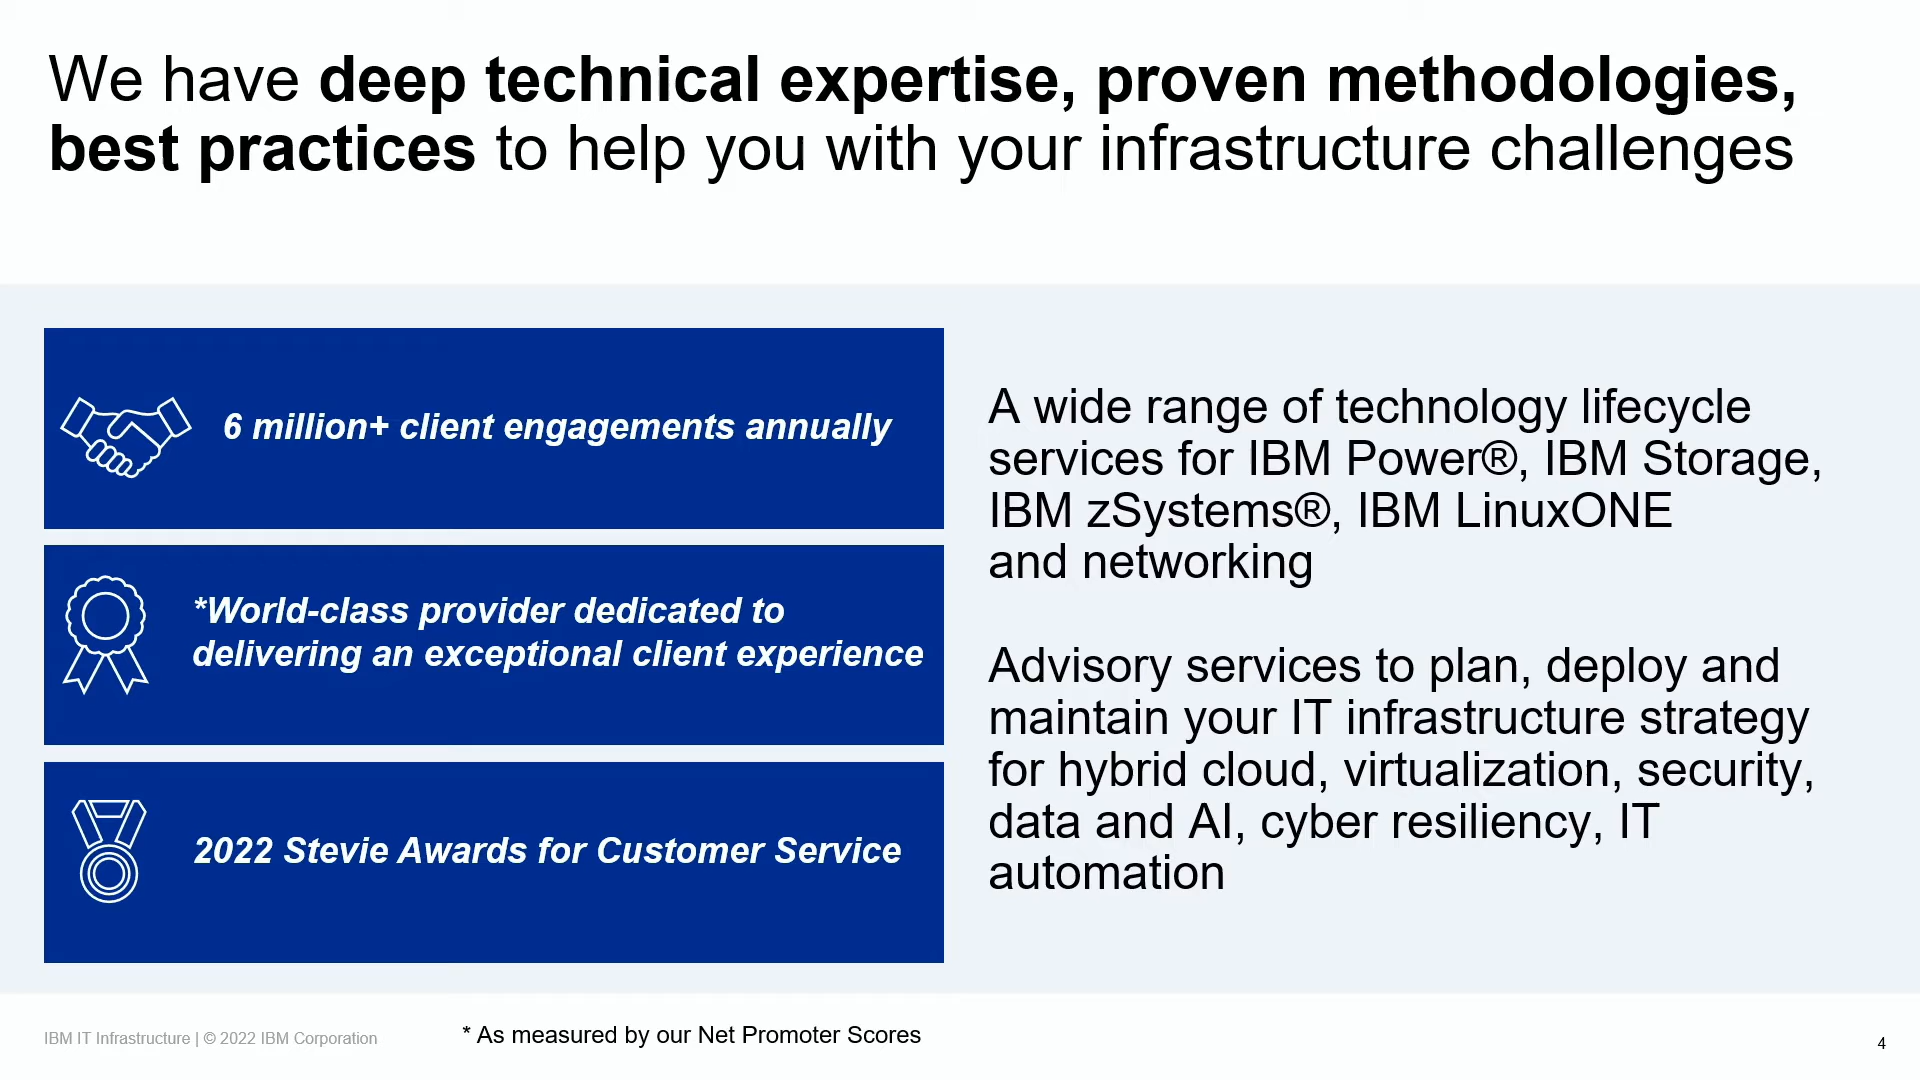 We have deep technical expertise, proven methodologies,
best practices to help you with your infrastructure challenges
6 million+ client engagements annually
*World-class provider dedicated to
delivering an exceptional client experience
2022 Stevie Awards for Customer Service
A wide range of technology lifecycle
services for IBM Power®, IBM Storage,
IBM zSystems®, IBM LinuxONE
and networking
Advisory services to plan, deploy and
maintain your IT infrastructure strategy
for hybrid cloud, virtualization, security,
data and AI, cyber resiliency, IT
automation
IBM IT Infrastructure | © 2022 IBM Corporation
* As measured by our Net Promoter Scores
4